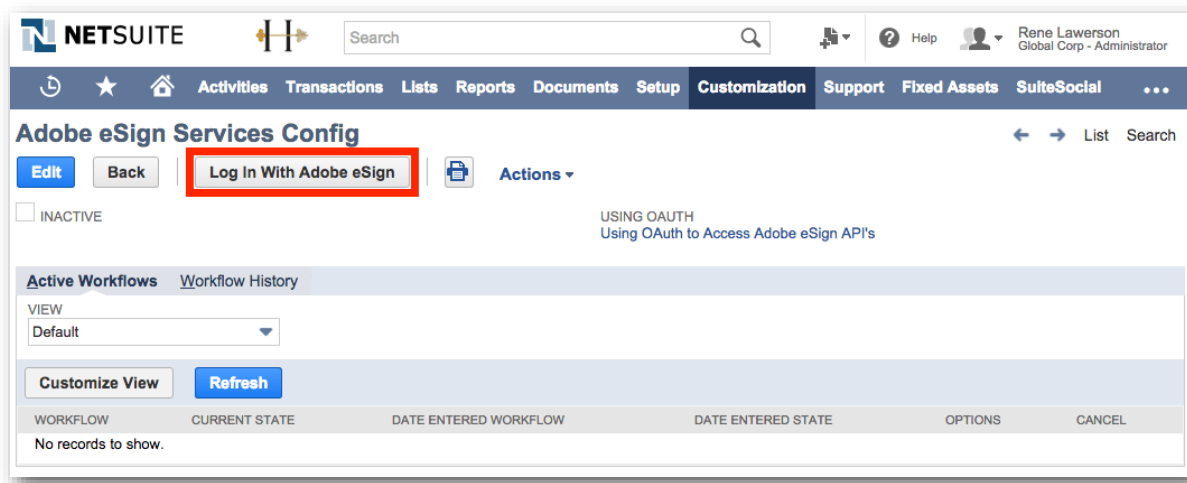 NETSUITE
Search
Help
Rene Lawerson
Global Corp - Administrator
Activities Transactions Lists Reports Documents Setup Customization Support Fixed Assets SuiteSocial
Adobe eSign Services Config
List Search
Edit Back Log In With Adobe eSign Actions
INACTIVE
USING OAUTH
Using OAuth to Access Adobe eSign API's
Active Workflows Workflow History
VIEW
Default
Customize View Refresh
WORKFLOW CURRENT STATE DATE ENTERED WORKFLOW DATE ENTERED STATE OPTIONS CANCEL
No records to show.